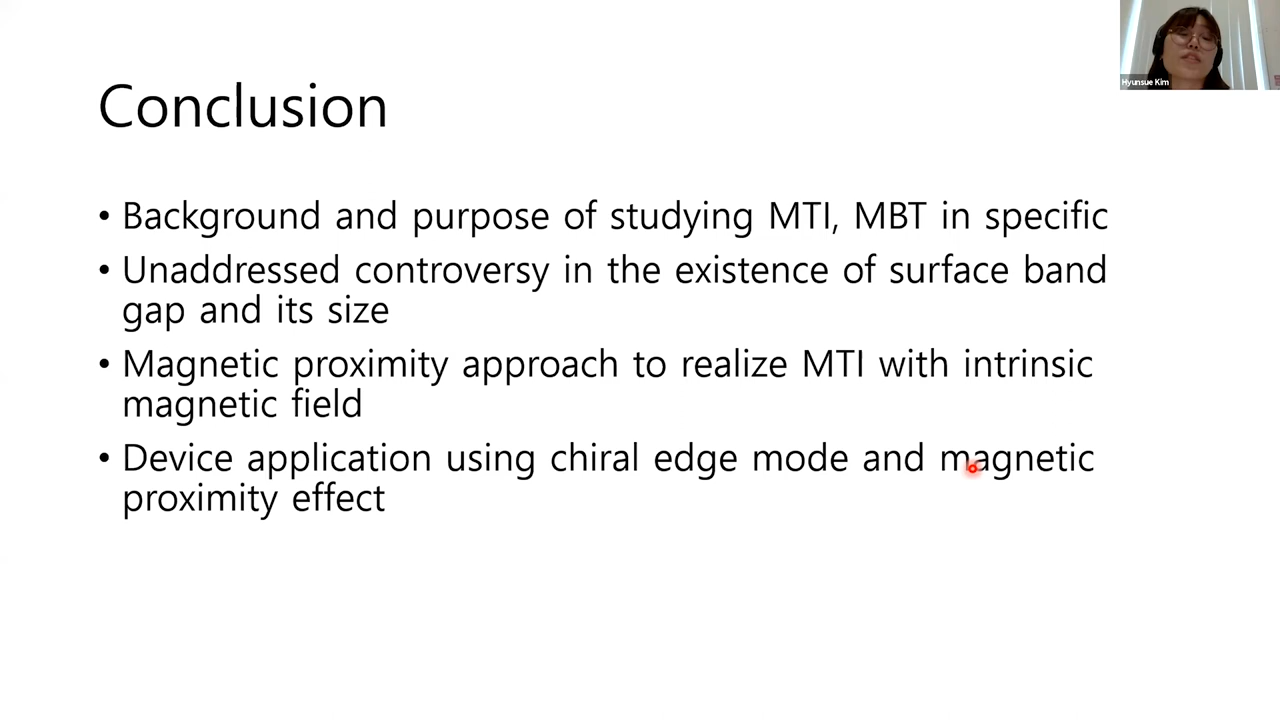 Conclusion
• Background and purpose of studying MTI, MBT in specific
• Unaddressed controversy in the existence of surface band
gap and its size
• Magnetic proximity approach to realize MTI with intrinsic
magnetic field
• Device application using chiral edge mode and magnetic
proximity effect
Hyunsue Kim